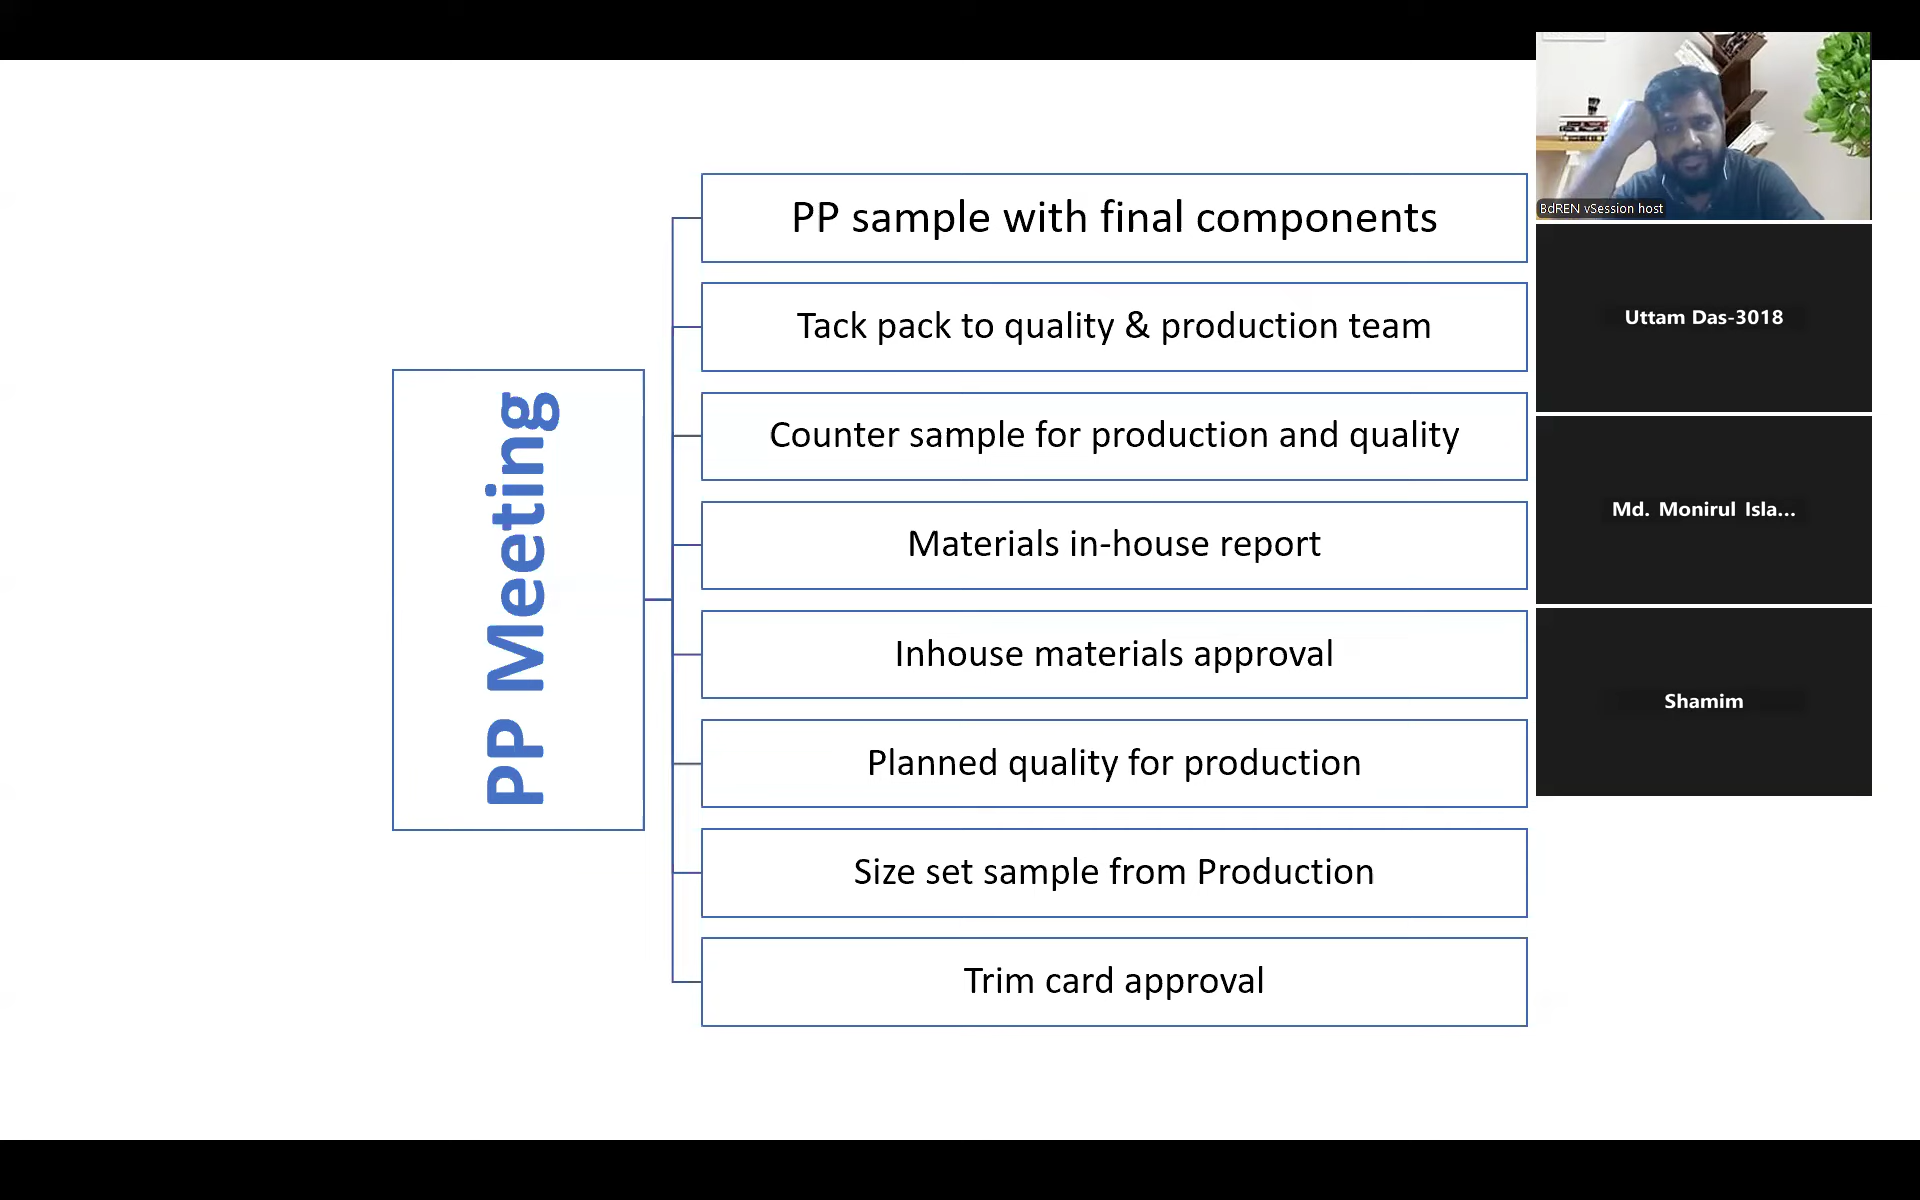 PP Meeting
PP sample with final components
Tack pack to quality & production team
Counter sample for production and quality
Materials in-house report
Inhouse materials approval
Planned quality for production
Size set sample from Production
Trim card approval
BdREN vSession host
Uttam Das-3018
Md. Monirul Isla...
Shamim